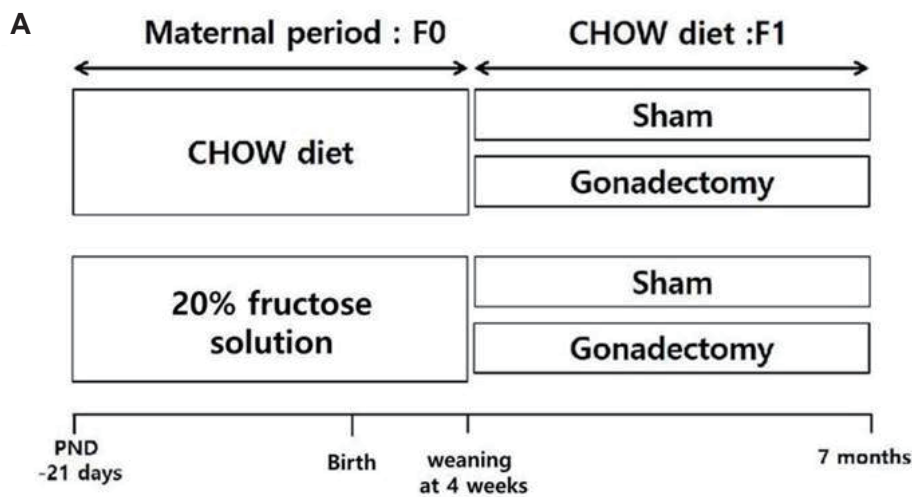 A
Maternal period : F0
CHOW diet :F1
CHOW diet
Sham
Gonadectomy
20% fructose
solution
Sham
Gonadectomy
PND
-21 days
Birth
weaning
at 4 weeks
7 months